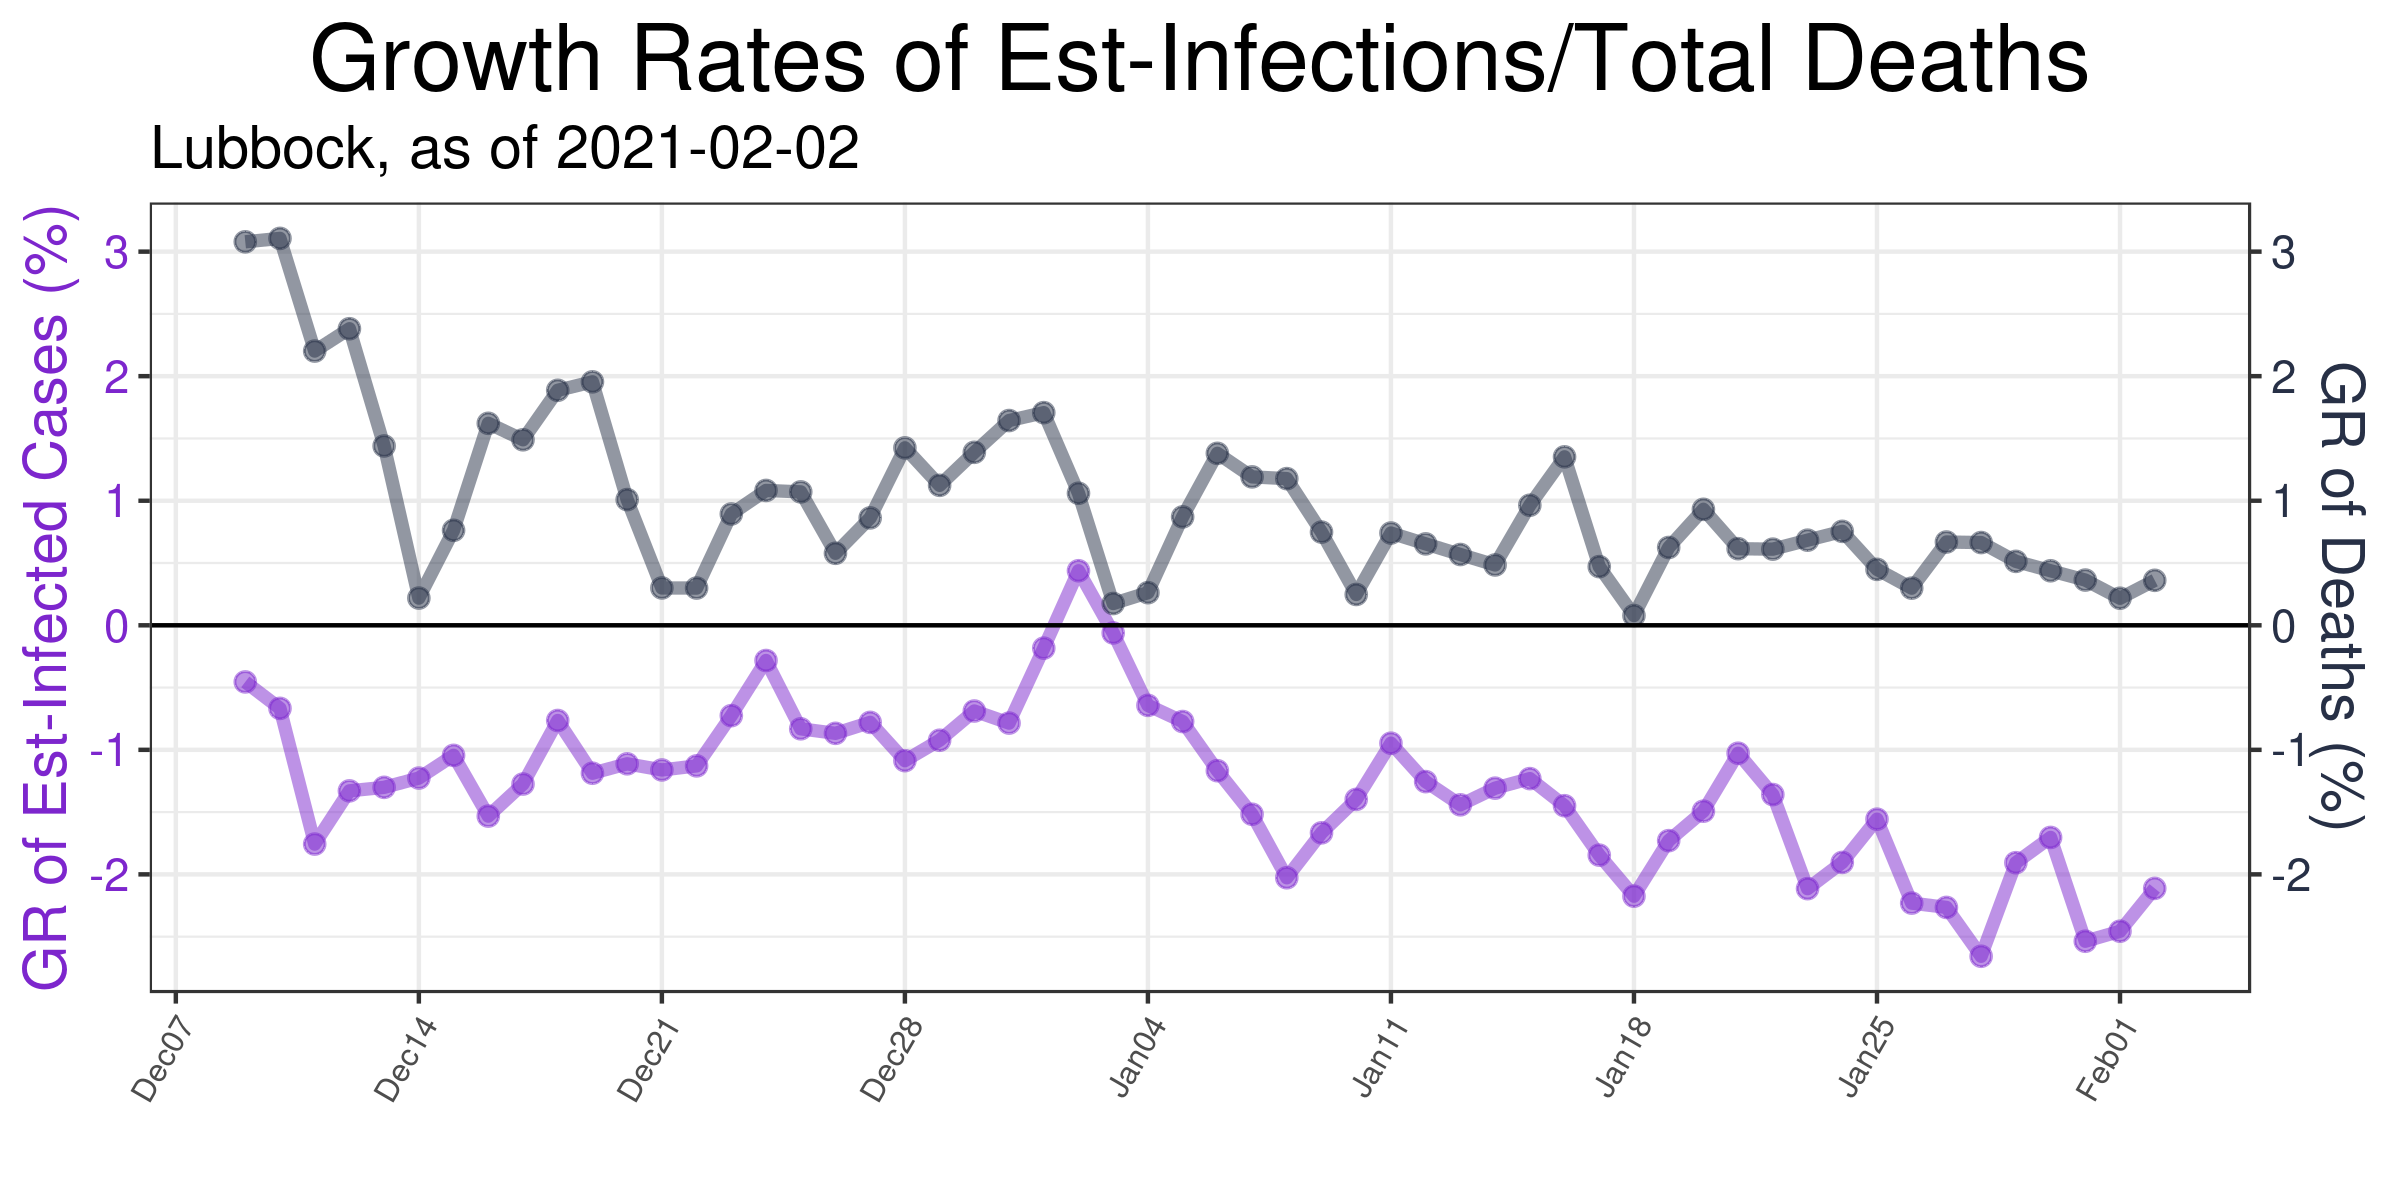 Growth Rates of Est-Infections/Total Deaths
Lubbock, as of 2021-02-02
GR of Est-Infected Cases (%)
3
2
1
0
-1
-2
3
2
1
0
-1
-2
GR of Deaths (%)
Dec07
Dec14
Dec21
Dec28
Jan04
Jan11
Jan18
Jan25
Feb01